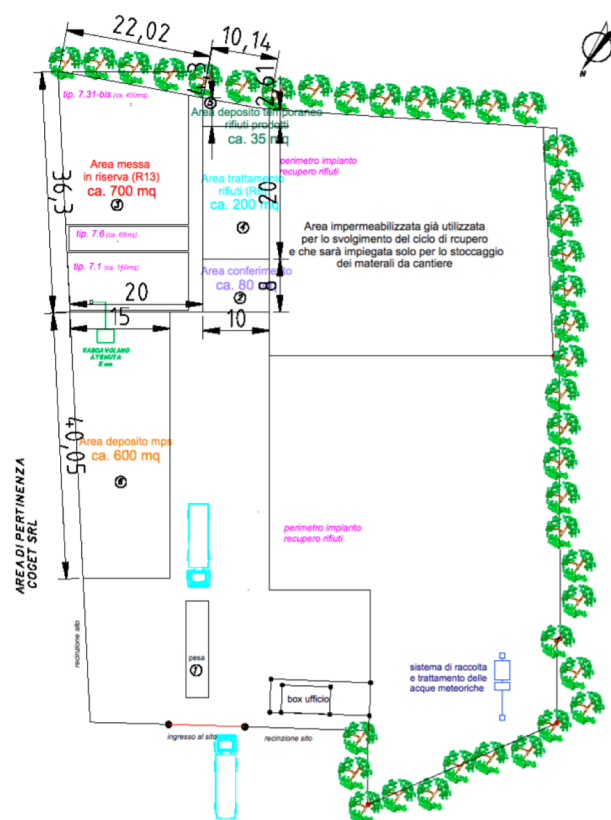 22,02
10,14
4,3
2,61
N
tip. 7.31-bis (ca. 400mq)
Area deposito temporaneo
rifiuti prodotti
ca. 35 mq
Area messa
in riserva (R13)
ca. 700 mq
3
Area trattamento
ca. 200 mq
4
20
perimetro impianto
recupero rifiuti
36,3
Area impermeabilizzata già utilizzata
per lo svolgimento del ciclo di rcupero
e che sarà impiegata solo per lo stoccaggio
dei materali da cantiere
tip. 7.6 (ca. 68mq)
tip. 7.1 (ca. 160mq)
Area conferimento
ca. 80 mq
2
8
20
15
10
VASCA VOLANO
A TENUTA
40,05
Area deposito mps
ca. 600 mq
6
AREA DI PERTINENZA
COGET SRL
perimetro impianto
recupero rifiuti
recinzione sito
pesa
1
box ufficio
sistema di raccolta
e trattamento delle
acque meteoriche
ingresso al sito
recinzione sito